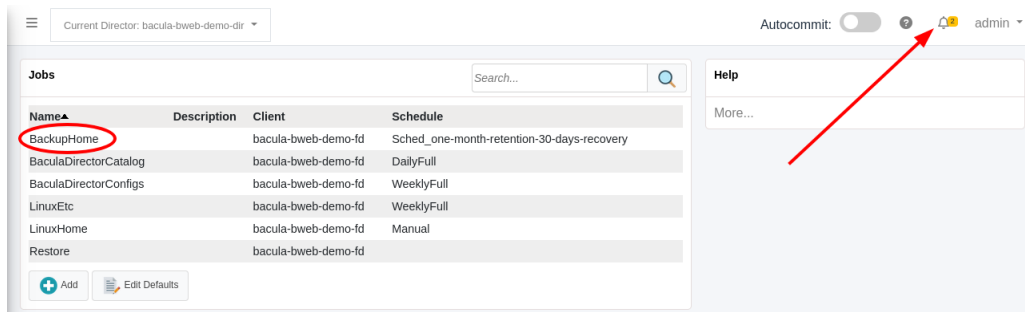 Current Director: bacula-bweb-demo-dir
Autocommit:
2
admin
Jobs
Search...
Name Description Client Schedule
BackupHome bacula-bweb-demo-fd Sched_one-month-retention-30-days-recovery
BaculaDirectorCatalog bacula-bweb-demo-fd DailyFull
BaculaDirectorConfigs bacula-bweb-demo-fd WeeklyFull
LinuxEtc bacula-bweb-demo-fd WeeklyFull
LinuxHome bacula-bweb-demo-fd Manual
Restore bacula-bweb-demo-fd
Add Edit Defaults
Help
More...